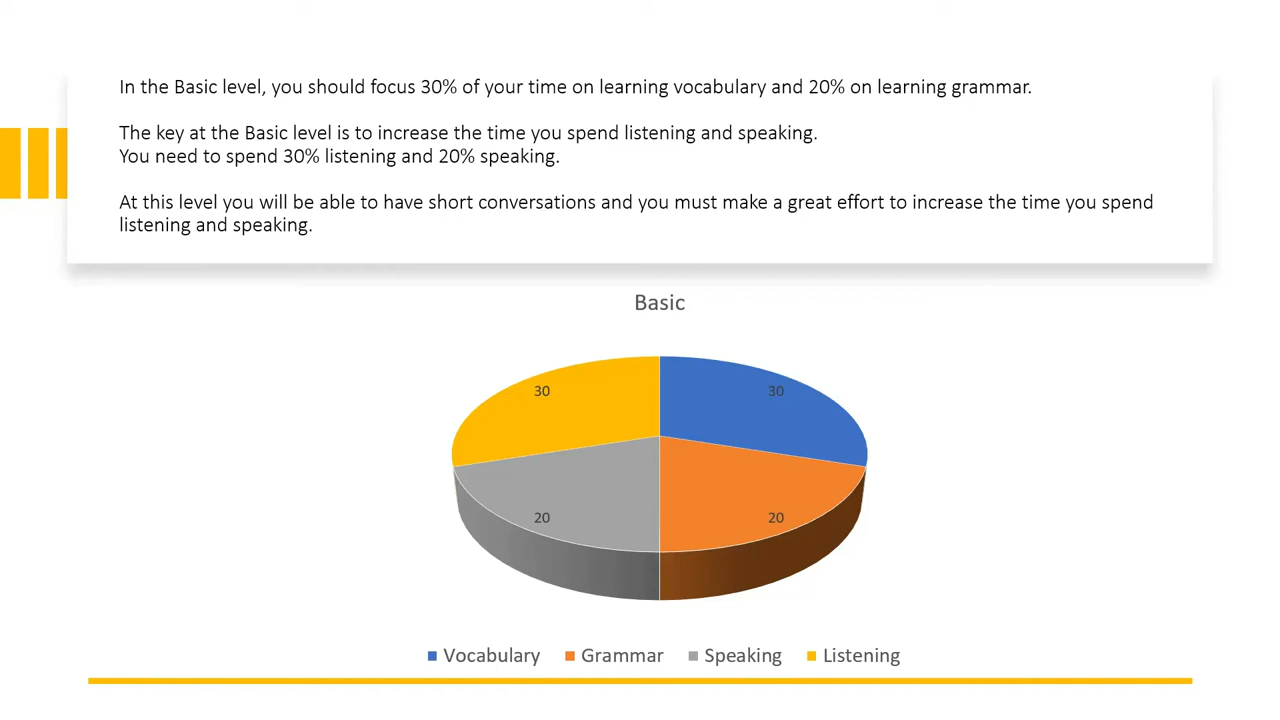 In the Basic level, you should focus 30% of your time on learning vocabulary and 20% on learning grammar.
The key at the Basic level is to increase the time you spend listening and speaking.
You need to spend 30% listening and 20% speaking.
At this level you will be able to have short conversations and you must make a great effort to increase the time you spend
listening and speaking.
Basic
30
30
20
20
Vocabulary
Grammar
Speaking
Listening